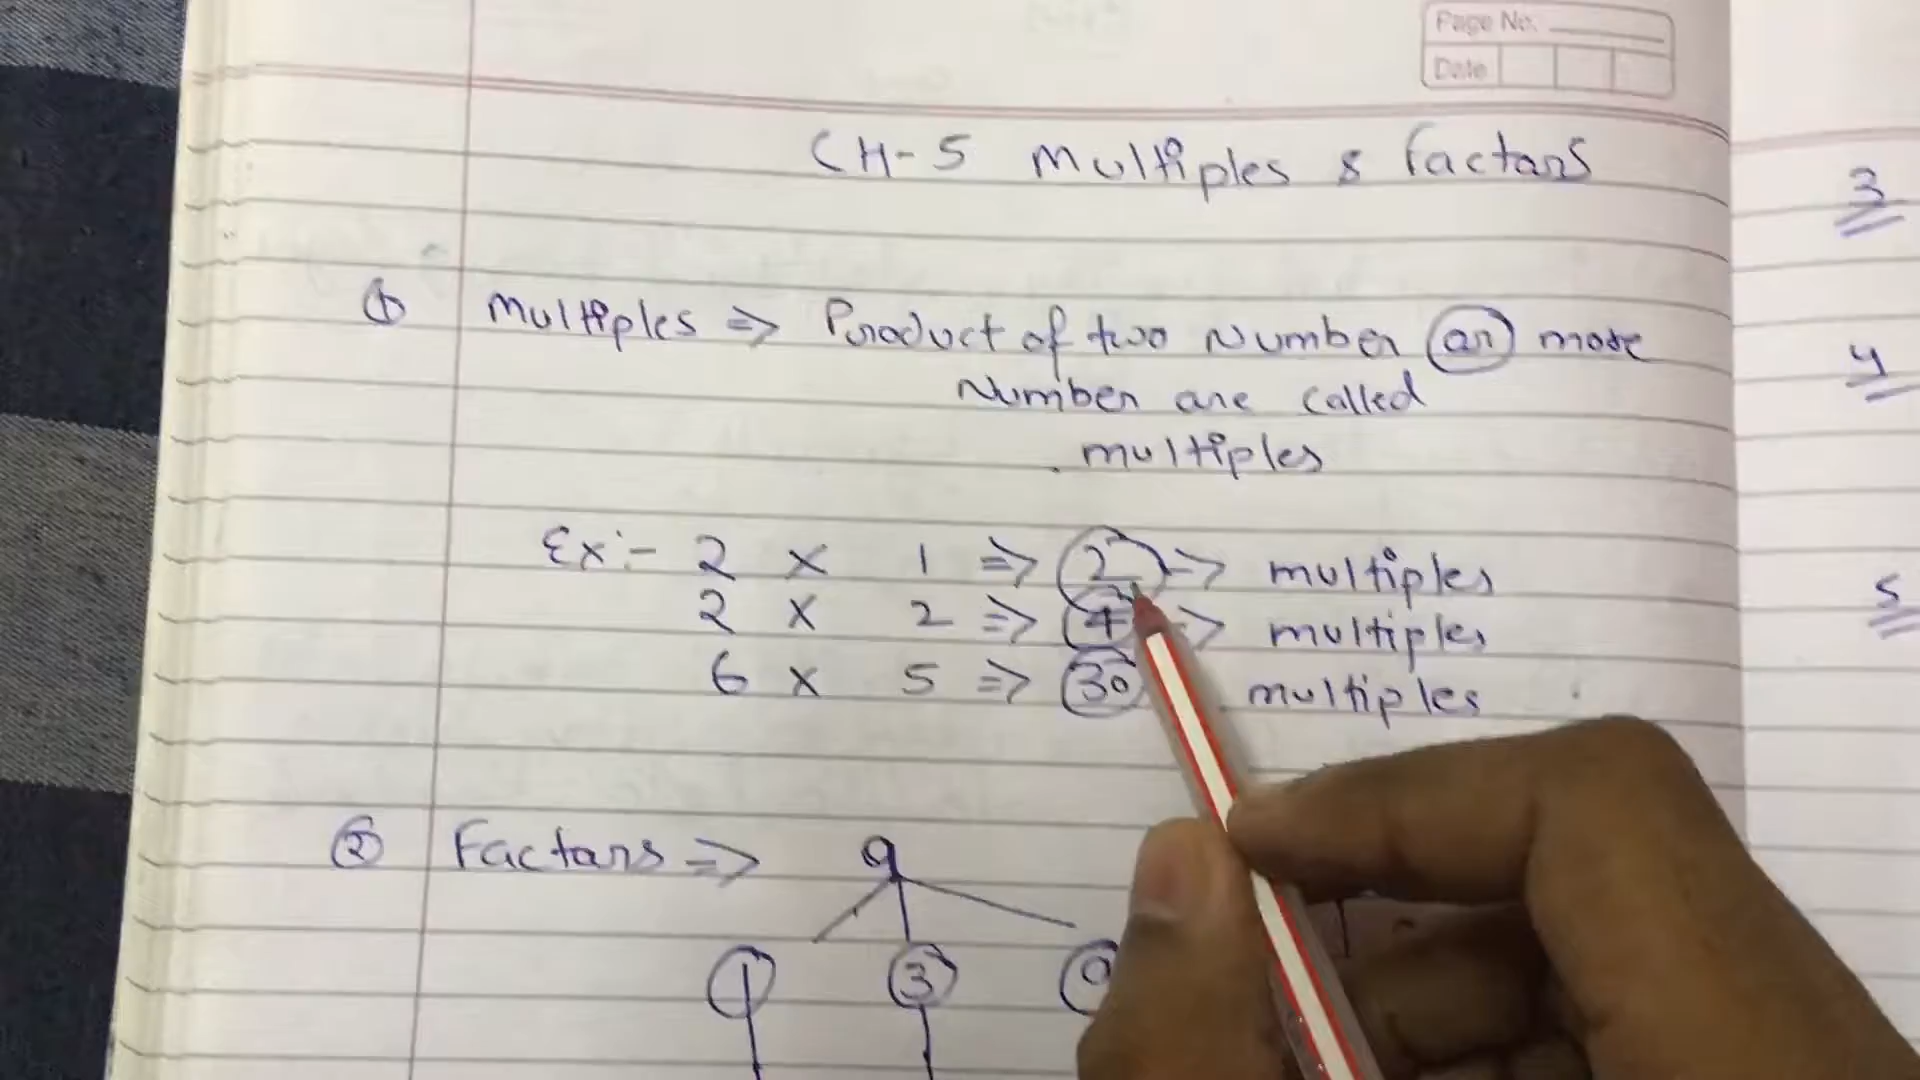 Page No.
Date
CH-5 Multiples & factors
① Multiples => Product of two Number or more
Number are called
multiples
Ex:- 2 x 1 => 2 => multiples
2 x 2 => 4 => multiples
6 x 5 => 30 multiples
② Factors => 9
1 3 9
3
4
5